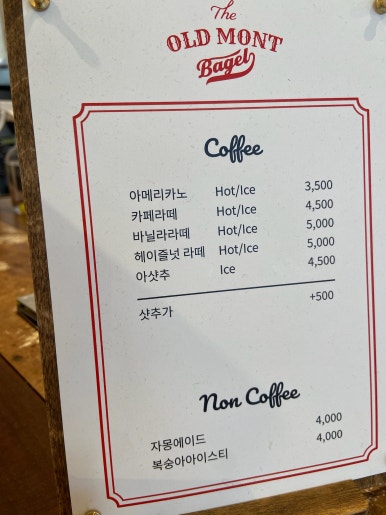 The
OLD MONT
Bagel
Coffee
아메리카노 Hot/Ice 3,500
카페라떼 Hot/Ice 4,500
바닐라라떼 Hot/Ice 5,000
헤이즐넛 라떼 Hot/Ice 5,000
아샷추 Ice 4,500
샷추가 +500
Non Coffee
자몽에이드 4,000
복숭아아이스티 4,000